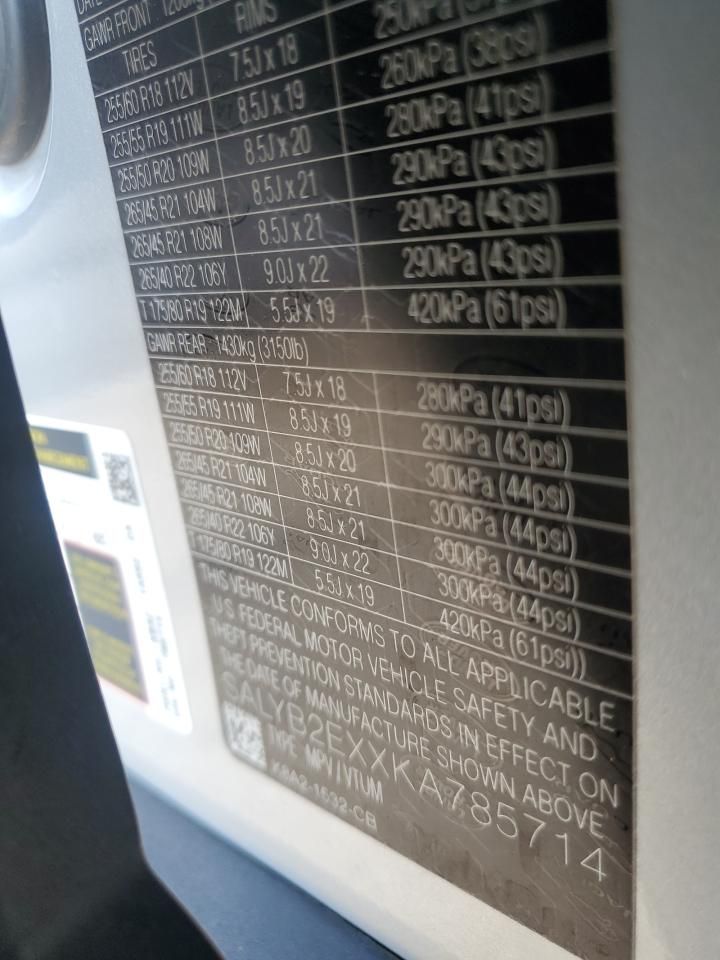 DATE
GAWR FRONT : 1260kg
TIRES RIMS
250kPa
255/60 R18 112V 7.5J x 18 260kPa (38psi)
255/55 R19 111W 8.5J x 19 280kPa (41psi)
255/50 R20 109W 8.5J x 20 290kPa (43psi)
265/45 R21 104W 8.5J x 21 290kPa (43psi)
265/45 R21 108W 8.5J x 21 290kPa (43psi)
265/40 R22 106Y 9.0J x 22
T 175/80 R19 122M 5.5J x 19 420kPa (61psi)
GAWR REAR : 1430kg (3150lb)
255/60 R18 112V 7.5J x 18 280kPa (41psi)
255/55 R19 111W 8.5J x 19 290kPa (43psi)
255/50 R20 109W 8.5J x 20 300kPa (44psi)
265/45 R21 104W 8.5J x 21 300kPa (44psi)
265/45 R21 108W 8.5J x 21 300kPa (44psi)
265/40 R22 106Y 9.0J x 22 300kPa (44psi)
T 175/80 R19 122M 5.5J x 19 420kPa (61psi))
THIS VEHICLE CONFORMS TO ALL APPLICABLE
U.S. FEDERAL MOTOR VEHICLE SAFETY AND
THEFT PREVENTION STANDARDS IN EFFECT ON
THE DATE OF MANUFACTURE SHOWN ABOVE
SALYB2EXXKA785714
TYPE : MPV / VTUM
K8A2-1532-CB